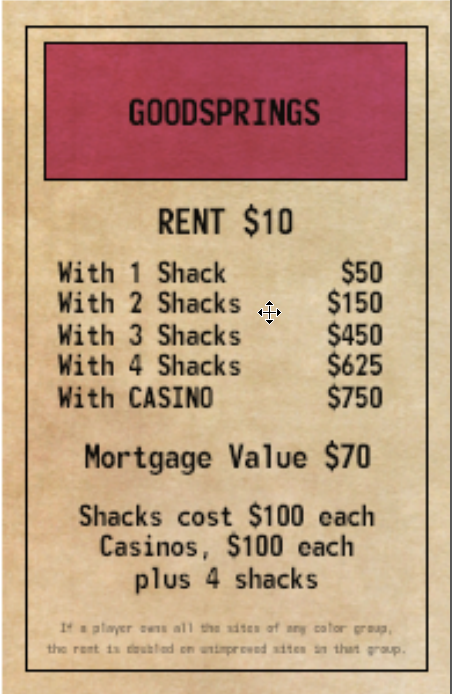 GOODSPRINGS
RENT $10
With 1 Shack $50
With 2 Shacks $150
With 3 Shacks $450
With 4 Shacks $625
With CASINO $750
Mortgage Value $70
Shacks cost $100 each
Casinos, $100 each
plus 4 shacks
If a player owns all the sites of any color group,
the rent is doubled on unimproved sites in that group.